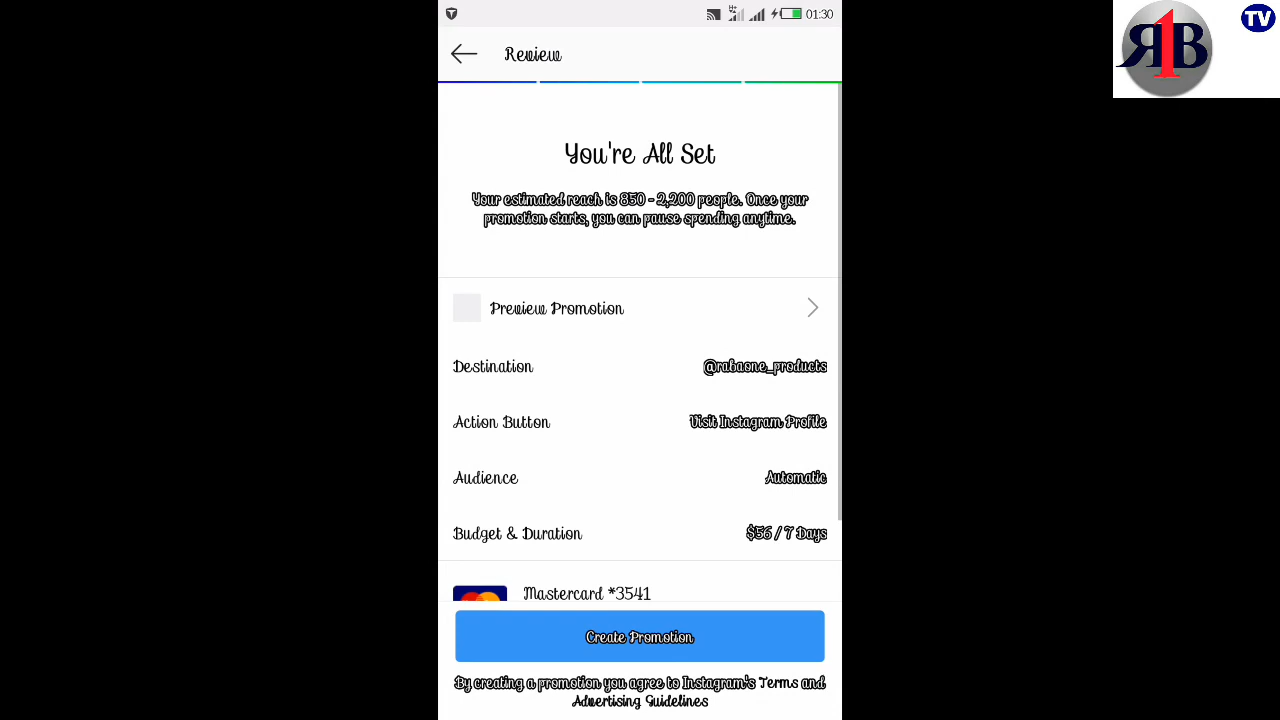 01:30
Review
You're All Set
Your estimated reach is 850 - 2,200 people. Once your
promotion starts, you can pause spending anytime.
Preview Promotion
Destination @rabaone_products
Action Button Visit Instagram Profile
Audience Automatic
Budget & Duration $56 / 7 Days
Mastercard *3541
Create Promotion
By creating a promotion you agree to Instagram's Terms and
Advertising Guidelines
R1B
TV